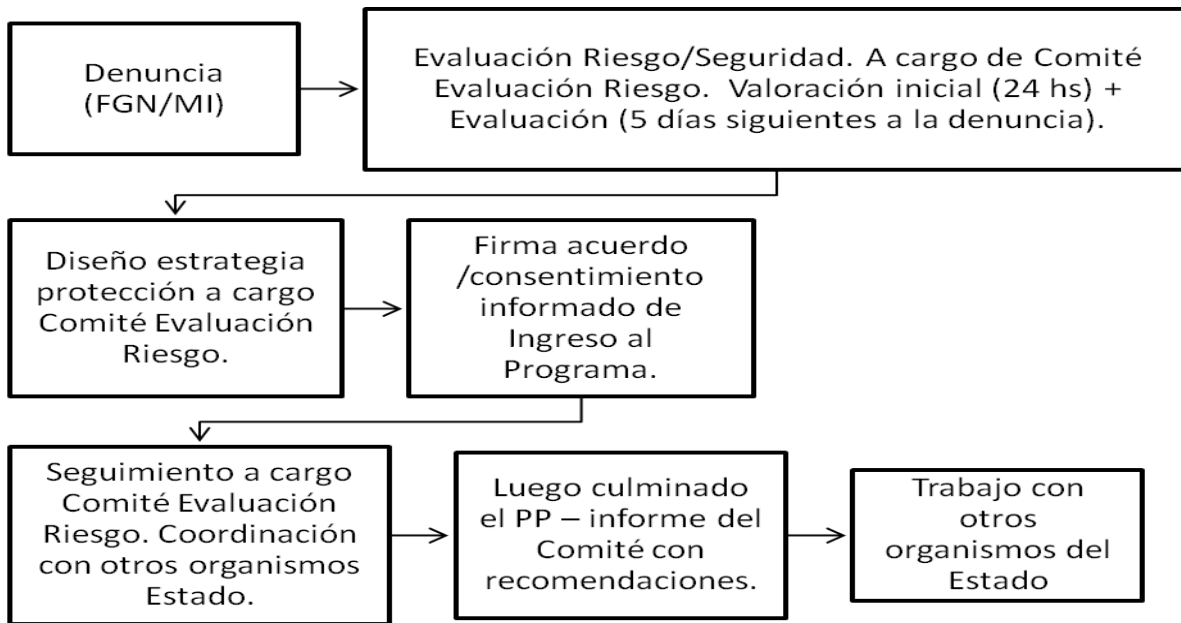 Denuncia
(FGN/MI)
Evaluación Riesgo/Seguridad. A cargo de Comité
Evaluación Riesgo. Valoración inicial (24 hs) +
Evaluación (5 días siguientes a la denuncia).
Diseño estrategia
protección a cargo
Comité Evaluación
Riesgo.
Firma acuerdo
/consentimiento
informado de
Ingreso al
Programa.
Seguimiento a cargo
Comité Evaluación
Riesgo. Coordinación
con otros organismos
Estado.
Luego culminado
el PP – informe del
Comité con
recomendaciones.
Trabajo con
otros
organismos del
Estado